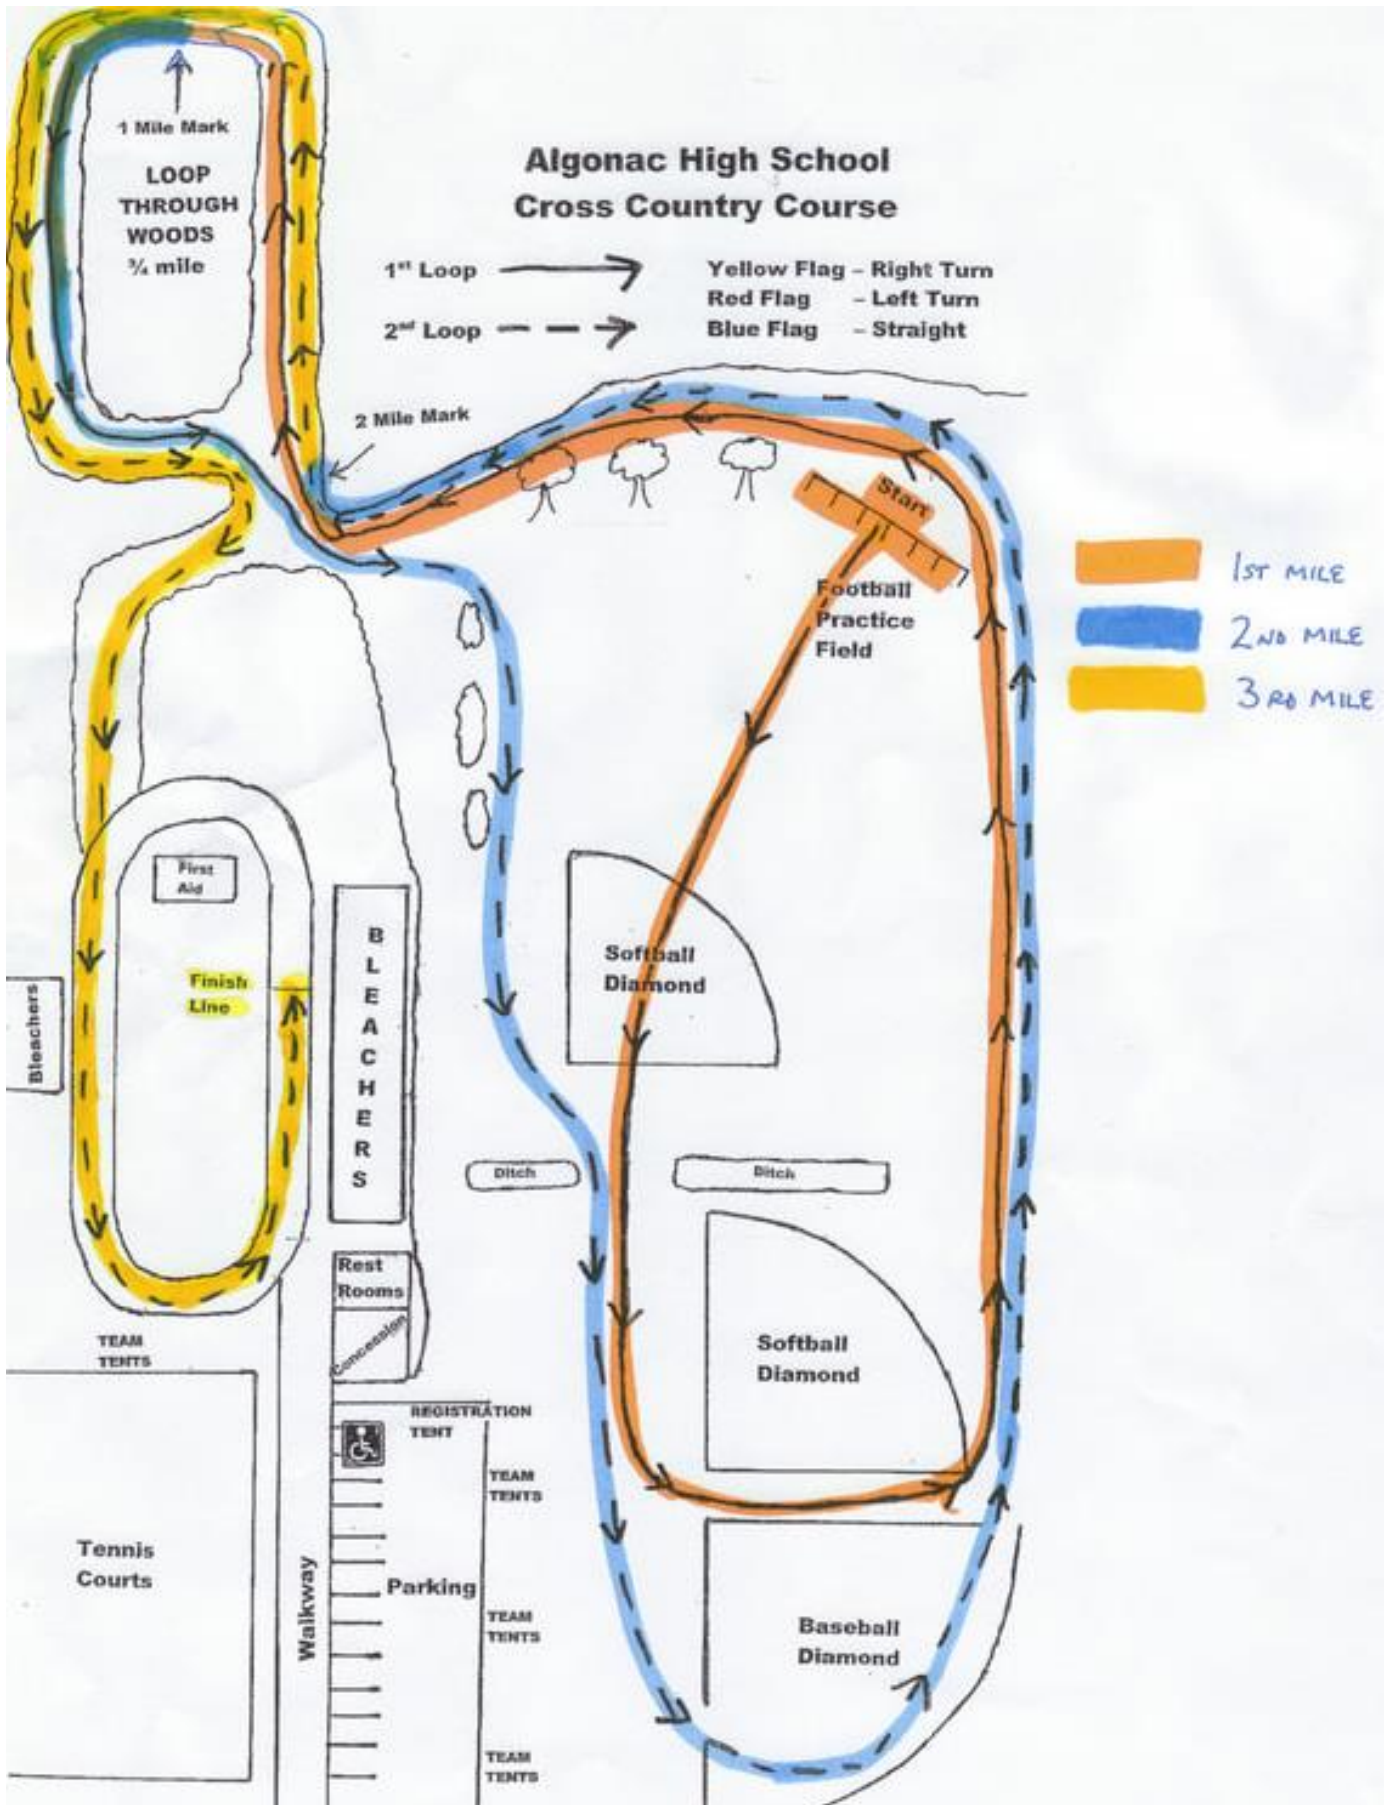 Algonac High School
Cross Country Course
1 Mile Mark
LOOP
THROUGH
WOODS
¾ mile
1st Loop
2nd Loop
Yellow Flag – Right Turn
Red Flag – Left Turn
Blue Flag – Straight
2 Mile Mark
Start
Football
Practice
Field
1ST MILE
2ND MILE
3RD MILE
First
Aid
Finish
Line
Bleachers
BLEACHERS
Softball
Diamond
Ditch
Ditch
Rest
Rooms
Concession
Softball
Diamond
TEAM
TENTS
REGISTRATION
TENT
TEAM
TENTS
Tennis
Courts
Walkway
Parking
TEAM
TENTS
Baseball
Diamond
TEAM
TENTS